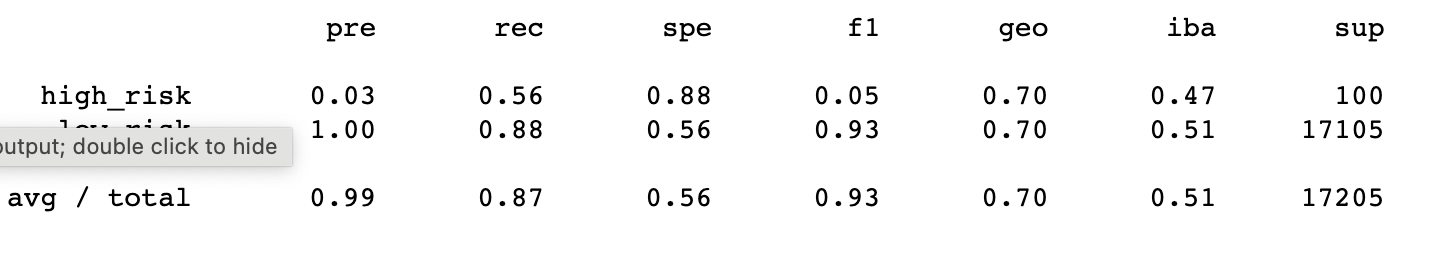 pre rec spe f1 geo iba sup
high_risk 0.03 0.56 0.88 0.05 0.70 0.47 100
low_risk 1.00 0.88 0.56 0.93 0.70 0.51 17105
output; double click to hide
avg / total 0.99 0.87 0.56 0.93 0.70 0.51 17205